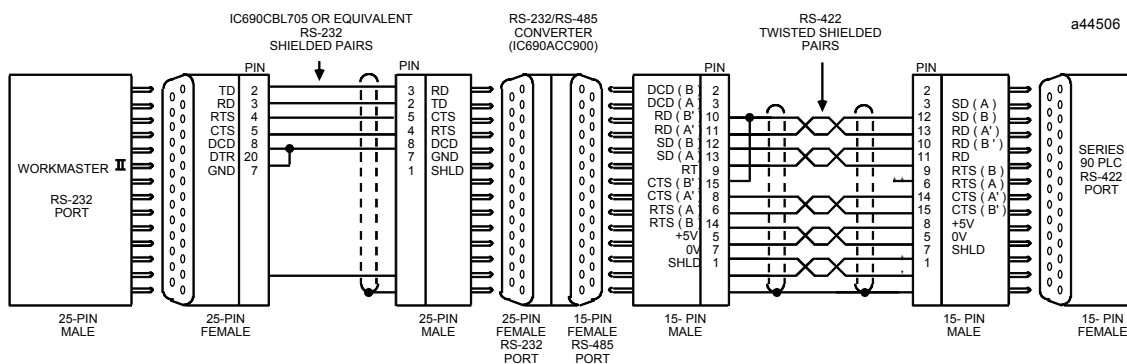 IC690CBL705 OR EQUIVALENT
RS-232
SHIELDED PAIRS
RS-232/RS-485
CONVERTER
(IC690ACC900)
RS-422
TWISTED SHIELDED
PAIRS
a44506
WORKMASTER II
RS-232
PORT
PIN
TD 2
RD 3
RTS 4
CTS 5
DCD 8
DTR 20
GND 7
PIN
3 RD
2 TD
5 CTS
4 RTS
8 DCD
7 GND
1 SHLD
PIN
DCD ( B ) 2
DCD ( A ) 3
RD ( B' ) 10
RD ( A' ) 11
SD ( B ) 12
SD ( A ) 13
RT 9
CTS ( B' ) 15
CTS ( A' ) 8
RTS ( A ) 6
RTS ( B ) 14
+5V 5
0V 7
SHLD 1
PIN
2
3 SD ( A )
12 SD ( B )
13 RD ( A' )
10 RD ( B ' )
11 RD
9 RTS ( B )
6 RTS ( A )
14 CTS ( A' )
15 CTS ( B' )
8 +5V
5 0V
7 SHLD
1
SERIES
90 PLC
RS-422
PORT
25-PIN
MALE
25-PIN
FEMALE
25-PIN
MALE
25-PIN
FEMALE
RS-232
PORT
15-PIN
FEMALE
RS-485
PORT
15- PIN
MALE
15- PIN
MALE
15- PIN
FEMALE